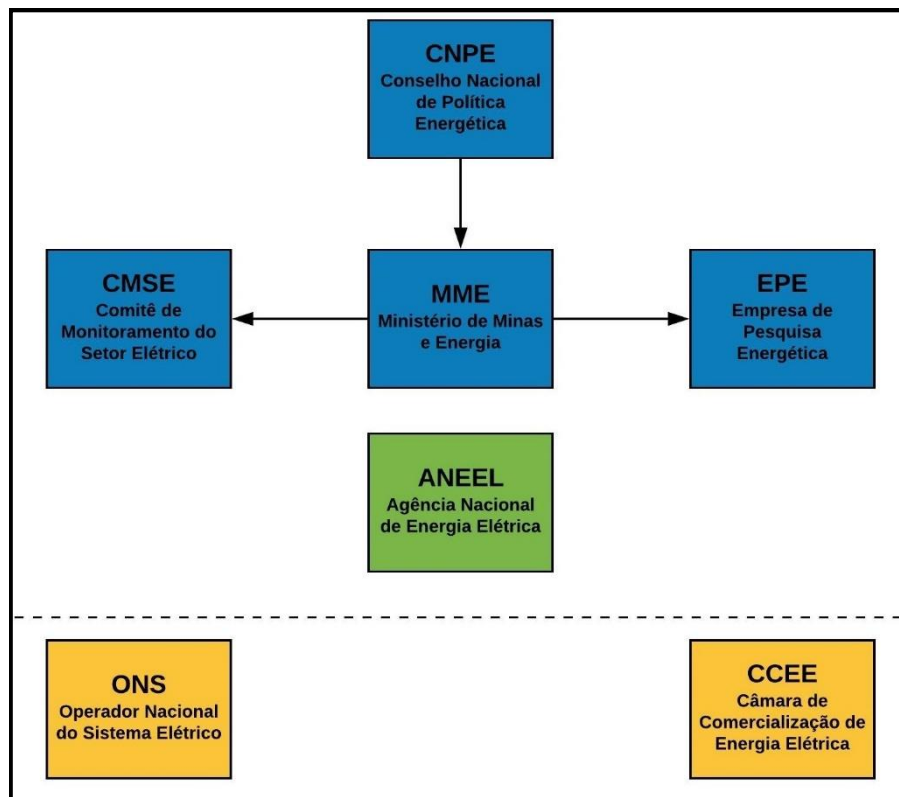 CNPE
Conselho Nacional
de Política
Energética
CMSE
Comitê de
Monitoramento do
Setor Elétrico
MME
Ministério de Minas
e Energia
EPE
Empresa de
Pesquisa
Energética
ANEEL
Agência Nacional
de Energia Elétrica
ONS
Operador Nacional
do Sistema Elétrico
CCEE
Câmara de
Comercialização de
Energia Elétrica